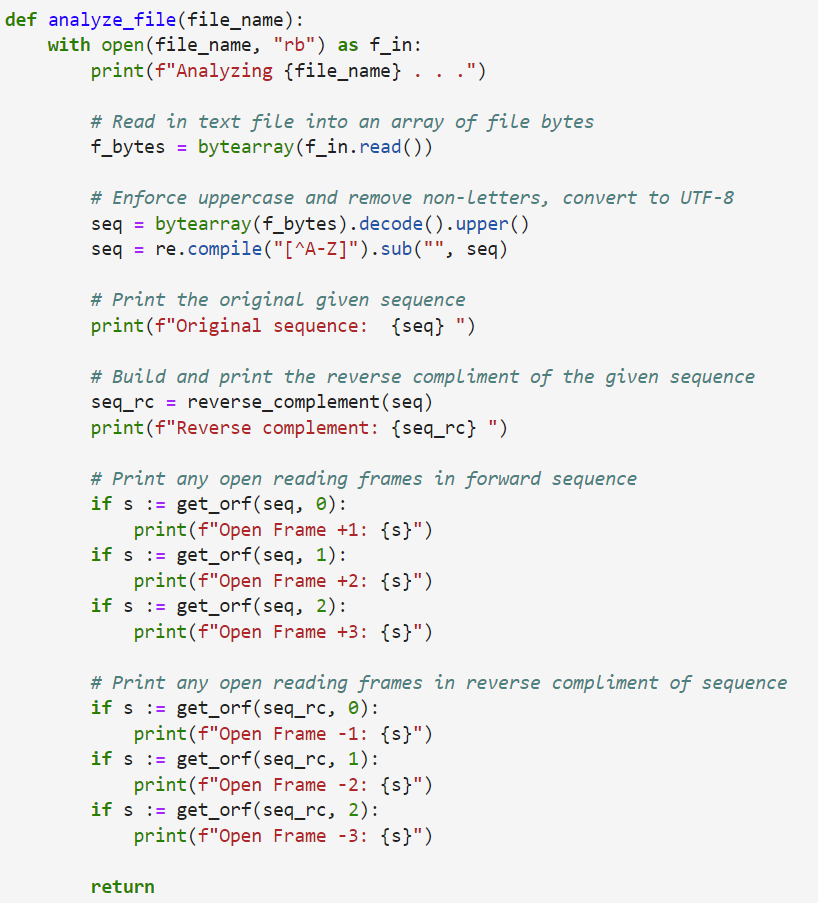 def analyze_file(file_name):
    with open(file_name, "rb") as f_in:
        print(f"Analyzing {file_name} . . .")

        # Read in text file into an array of file bytes
        f_bytes = bytearray(f_in.read())

        # Enforce uppercase and remove non-letters, convert to UTF-8
        seq = bytearray(f_bytes).decode().upper()
        seq = re.compile("[^A-Z]").sub("", seq)

        # Print the original given sequence
        print(f"Original sequence:  {seq} ")

        # Build and print the reverse compliment of the given sequence
        seq_rc = reverse_complement(seq)
        print(f"Reverse complement: {seq_rc} ")

        # Print any open reading frames in forward sequence
        if s := get_orf(seq, 0):
            print(f"Open Frame +1: {s}")
        if s := get_orf(seq, 1):
            print(f"Open Frame +2: {s}")
        if s := get_orf(seq, 2):
            print(f"Open Frame +3: {s}")

        # Print any open reading frames in reverse compliment of sequence
        if s := get_orf(seq_rc, 0):
            print(f"Open Frame -1: {s}")
        if s := get_orf(seq_rc, 1):
            print(f"Open Frame -2: {s}")
        if s := get_orf(seq_rc, 2):
            print(f"Open Frame -3: {s}")

        return